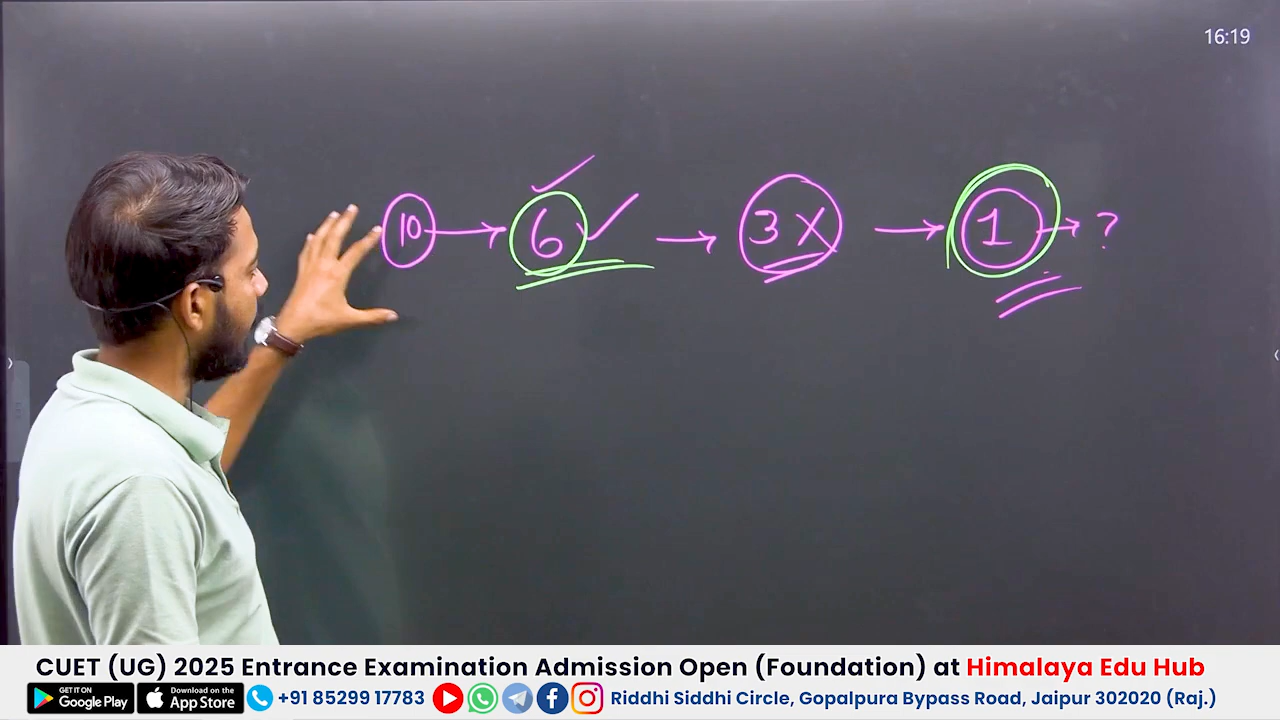 16:19
10 → 6 ✓ → 3 X → 1 → ?
CUET (UG) 2025 Entrance Examination Admission Open (Foundation) at Himalaya Edu Hub
GET IT ON Google Play Download on the App Store +91 85299 17783 Riddhi Siddhi Circle, Gopalpura Bypass Road, Jaipur 302020 (Raj.)